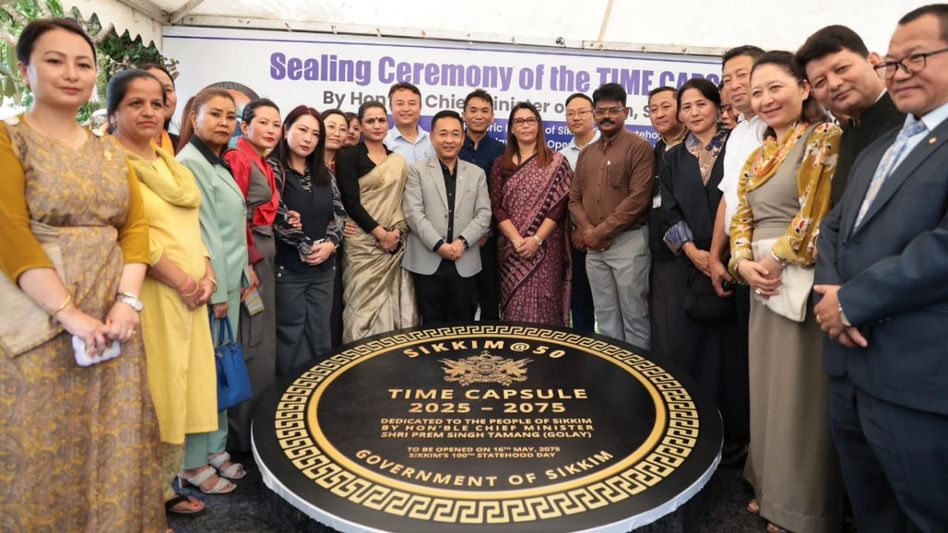 Sealing Ceremony of the TIME CAPSU
By Hon' Chief Minister of
SIKKIM@50
TIME CAPSULE
2025 – 2075
DEDICATED TO THE PEOPLE OF SIKKIM
BY HON'BLE CHIEF MINISTER
SHRI PREM SINGH TAMANG (GOLAY)
TO BE OPENED ON 16TH MAY, 2075
SIKKIM'S 100TH STATEHOOD DAY
GOVERNMENT OF SIKKIM